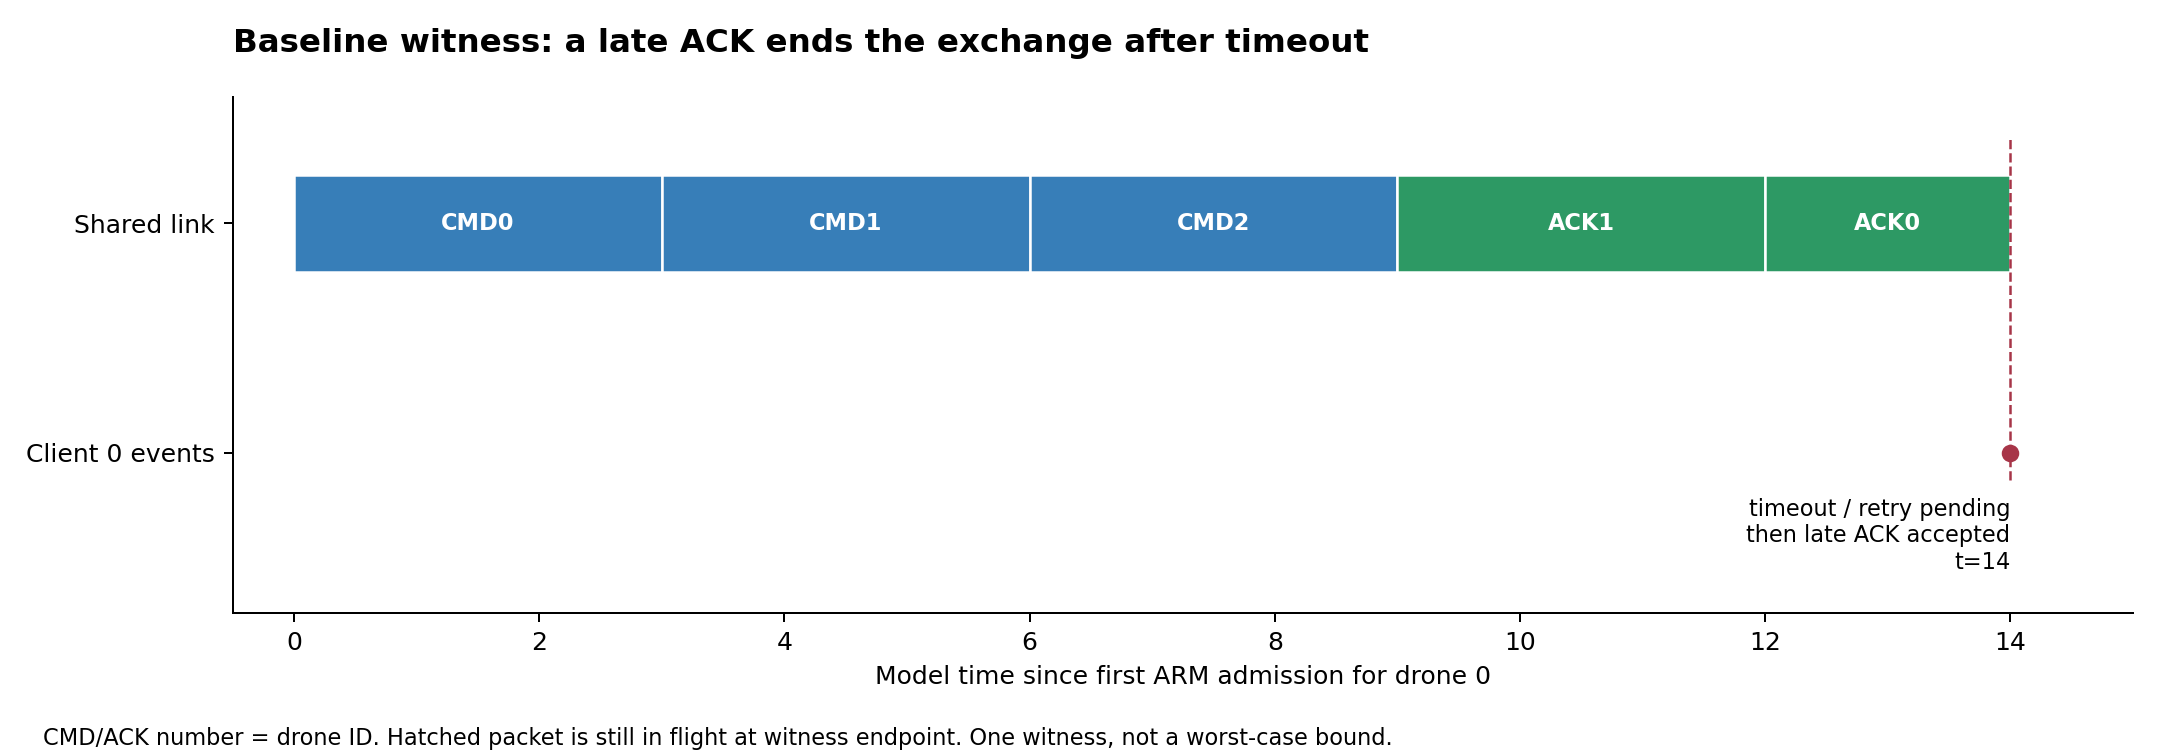 Baseline witness: a late ACK ends the exchange after timeout
Shared link
CMD0
CMD1
CMD2
ACK1
ACK0
Client 0 events
timeout / retry pending
then late ACK accepted
t=14
0
2
4
6
8
10
12
14
Model time since first ARM admission for drone 0
CMD/ACK number = drone ID. Hatched packet is still in flight at witness endpoint. One witness, not a worst-case bound.